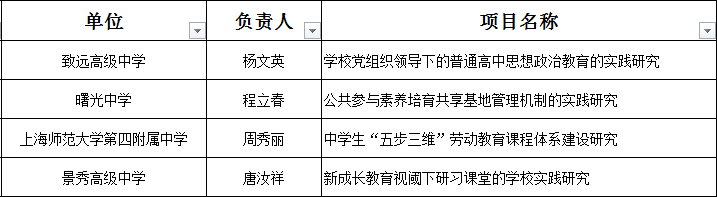 单位 负责人 项目名称
致远高级中学 杨文英 学校党组织领导下的普通高中思想政治教育的实践研究
曙光中学 程立春 公共参与素养培育共享基地管理机制的实践研究
上海师范大学第四附属中学 周秀丽 中学生“五步三维”劳动教育课程体系建设研究
景秀高级中学 唐汝祥 新成长教育视阈下研习课堂的学校实践研究